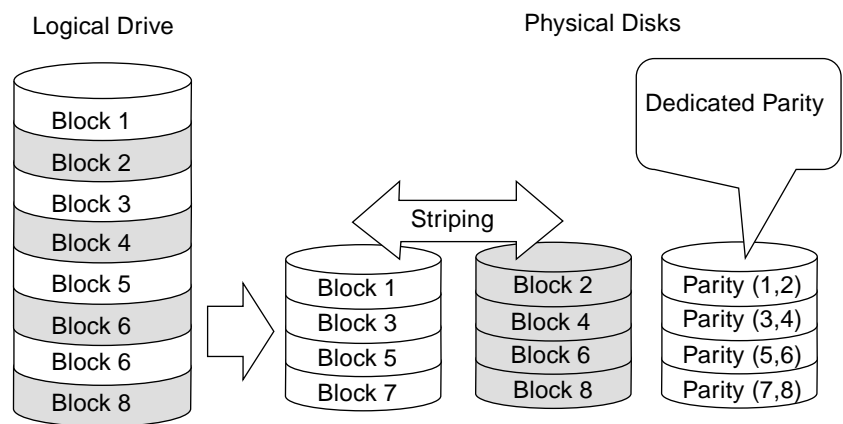 Logical Drive
Physical Disks
Block 1
Block 2
Block 3
Block 4
Block 5
Block 6
Block 6
Block 8
Striping
Dedicated Parity
Block 1
Block 3
Block 5
Block 7
Block 2
Block 4
Block 6
Block 8
Parity (1,2)
Parity (3,4)
Parity (5,6)
Parity (7,8)